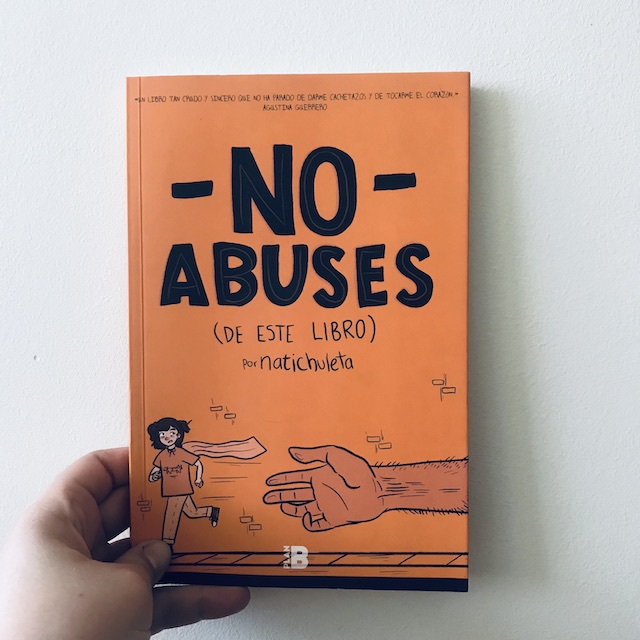 "UN LIBRO TAN CRUDO Y SINCERO QUE NO HA PARADO DE DARME CACHETAZOS Y DE TOCARME EL CORAZÓN."
AGUSTINA GUERRERO
- NO -
ABUSES
(DE ESTE LIBRO)
por natichuleta
PLAN B